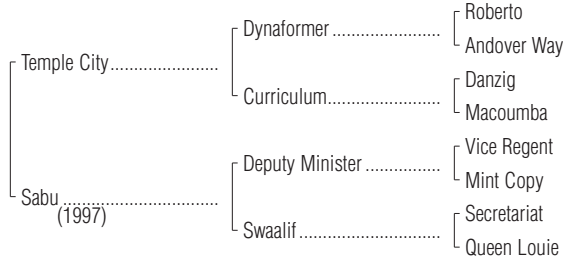 Roberto
Dynaformer
Andover Way
Temple City
Danzig
Curriculum
Macoumba
Vice Regent
Deputy Minister
Mint Copy
Sabu
(1997)
Secretariat
Swaalif
Queen Louie